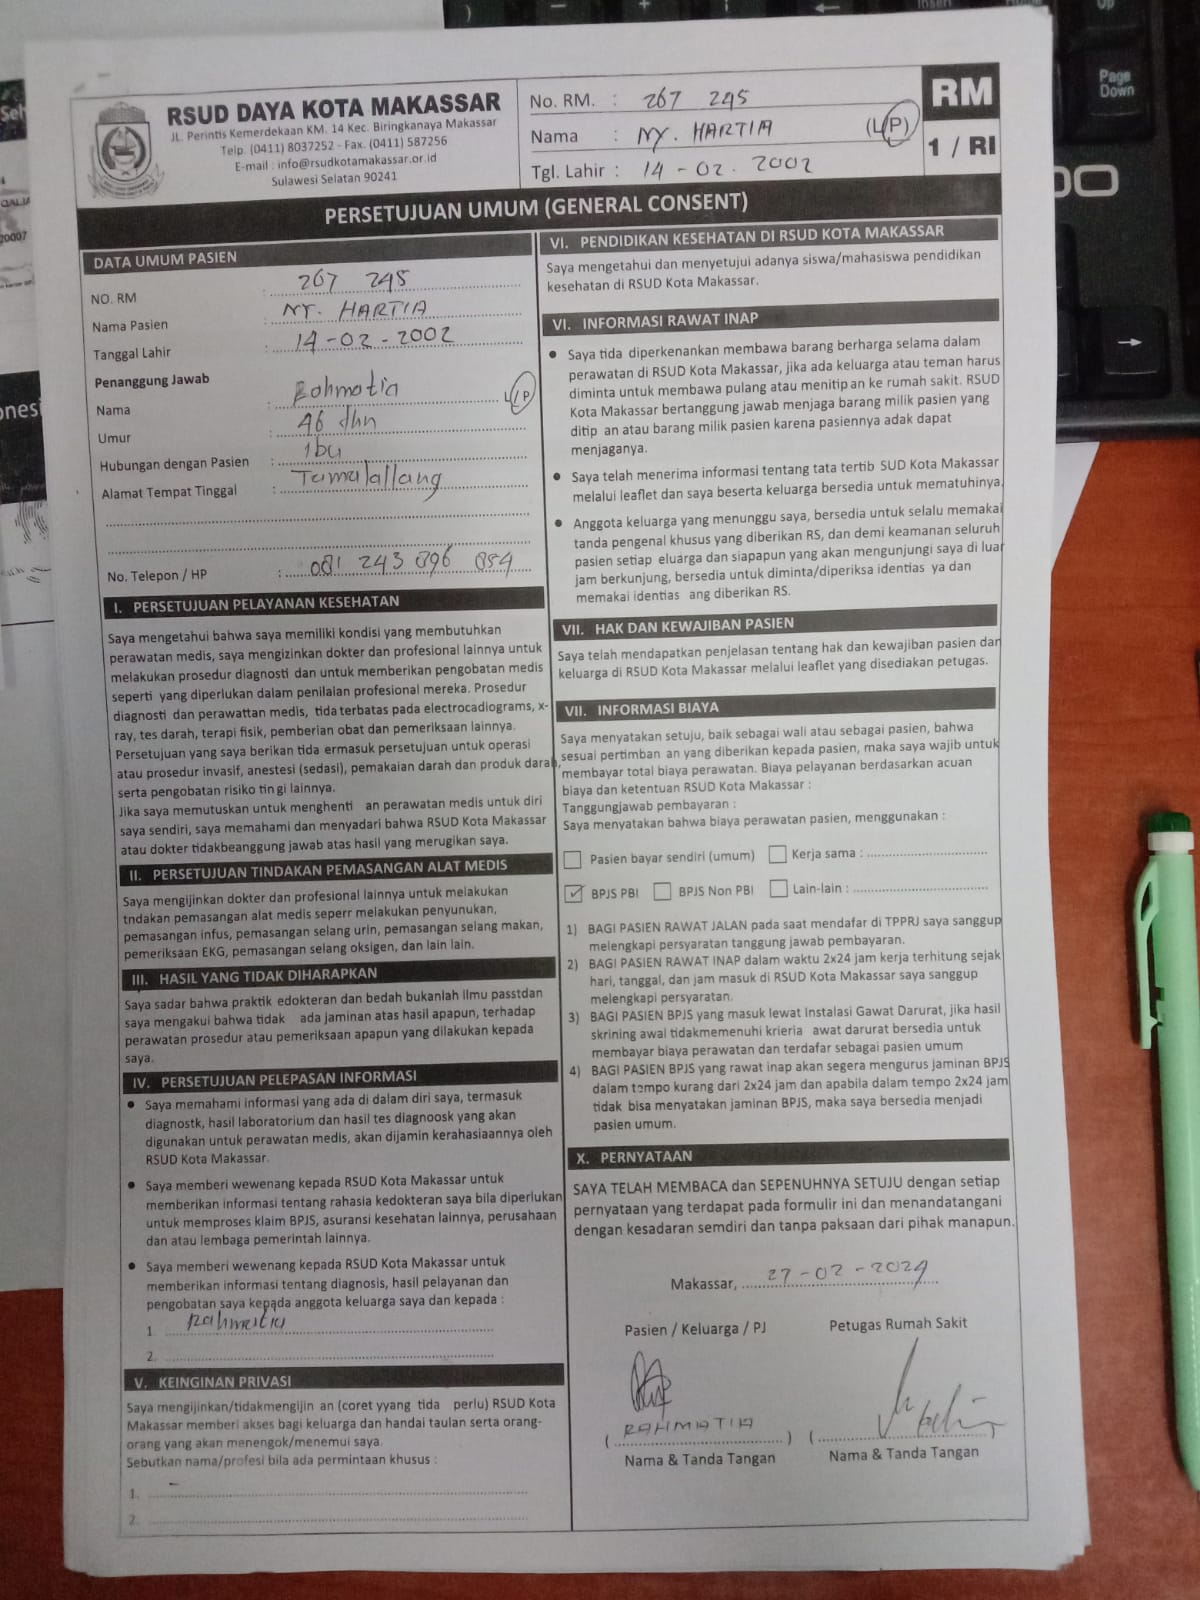 RSUD DAYA KOTA MAKASSAR
JL. Perintis Kemerdekaan KM. 14 Kec. Biringkanaya Makassar
Telp. (0411) 8037252 - Fax. (0411) 587256
E-mail : info@rsudkotamakassar.or.id
Sulawesi Selatan 90241
No. RM. : 267 245
Nama : NY. HARTIA (L/P)
Tgl. Lahir : 14 - 02 . 2002
RM
1 / RI
PERSETUJUAN UMUM (GENERAL CONSENT)
DATA UMUM PASIEN
NO. RM : 267 245
Nama Pasien : NY. HARTIA
Tanggal Lahir : 14 - 02 - 2002
Penanggung Jawab
Nama : Rahmatia L/P
Umur : 46 thn
Hubungan dengan Pasien : Ibu
Alamat Tempat Tinggal : Tamalallang
No. Telepon / HP : 081 243 896 854
I. PERSETUJUAN PELAYANAN KESEHATAN
Saya mengetahui bahwa saya memiliki kondisi yang membutuhkan
perawatan medis, saya mengizinkan dokter dan profesional lainnya untuk
melakukan prosedur diagnosti dan untuk memberikan pengobatan medis
seperti yang diperlukan dalam penilaian profesional mereka. Prosedur
diagnosti dan perawattan medis, tida terbatas pada electrocadiograms, x-
ray, tes darah, terapi fisik, pemberian obat dan pemeriksaan lainnya.
Persetujuan yang saya berikan tida ermasuk persetujuan untuk operasi
atau prosedur invasif, anestesi (sedasi), pemakaian darah dan produk darah,
serta pengobatan risiko tin gi lainnya.
Jika saya memutuskan untuk menghenti an perawatan medis untuk diri
saya sendiri, saya memahami dan menyadari bahwa RSUD Kota Makassar
atau dokter tidakbeanggung jawab atas hasil yang merugikan saya.
II. PERSETUJUAN TINDAKAN PEMASANGAN ALAT MEDIS
Saya mengijinkan dokter dan profesional lainnya untuk melakukan
tndakan pemasangan alat medis seperr melakukan penyunukan,
pemasangan infus, pemasangan selang urin, pemasangan selang makan,
pemeriksaan EKG, pemasangan selang oksigen, dan lain lain.
III. HASIL YANG TIDAK DIHARAPKAN
Saya sadar bahwa praktik edokteran dan bedah bukanlah ilmu passtdan
saya mengakui bahwa tidak ada jaminan atas hasil apapun, terhadap
perawatan prosedur atau pemeriksaan apapun yang dilakukan kepada
saya.
IV. PERSETUJUAN PELEPASAN INFORMASI
• Saya memahami informasi yang ada di dalam diri saya, termasuk
diagnostk, hasil laboratorium dan hasil tes diagnoosk yang akan
digunakan untuk perawatan medis, akan dijamin kerahasiaannya oleh
RSUD Kota Makassar.
• Saya memberi wewenang kepada RSUD Kota Makassar untuk
memberikan informasi tentang rahasia kedokteran saya bila diperlukan
untuk memproses klaim BPJS, asuransi kesehatan lainnya, perusahaan
dan atau lembaga pemerintah lainnya.
• Saya memberi wewenang kepada RSUD Kota Makassar untuk
memberikan informasi tentang diagnosis, hasil pelayanan dan
pengobatan saya kepada anggota keluarga saya dan kepada :
1. Rahmatia
2.
V. KEINGINAN PRIVASI
Saya mengijinkan/tidakmengijin an (coret yyang tida perlu) RSUD Kota
Makassar memberi akses bagi keluarga dan handai taulan serta orang-
orang yang akan menengok/menemui saya.
Sebutkan nama/profesi bila ada permintaan khusus :
1. -
2.
VI. PENDIDIKAN KESEHATAN DI RSUD KOTA MAKASSAR
Saya mengetahui dan menyetujui adanya siswa/mahasiswa pendidikan
kesehatan di RSUD Kota Makassar.
VI. INFORMASI RAWAT INAP
• Saya tida diperkenankan membawa barang berharga selama dalam
perawatan di RSUD Kota Makassar, jika ada keluarga atau teman harus
diminta untuk membawa pulang atau menitip an ke rumah sakit. RSUD
Kota Makassar bertanggung jawab menjaga barang milik pasien yang
ditip an atau barang milik pasien karena pasiennya adak dapat
menjaganya.
• Saya telah menerima informasi tentang tata tertib SUD Kota Makassar
melalui leaflet dan saya beserta keluarga bersedia untuk mematuhinya.
• Anggota keluarga yang menunggu saya, bersedia untuk selalu memakai
tanda pengenal khusus yang diberikan RS, dan demi keamanan seluruh
pasien setiap eluarga dan siapapun yang akan mengunjungi saya di luar
jam berkunjung, bersedia untuk diminta/diperiksa identias ya dan
memakai identias ang diberikan RS.
VII. HAK DAN KEWAJIBAN PASIEN
Saya telah mendapatkan penjelasan tentang hak dan kewajiban pasien dan
keluarga di RSUD Kota Makassar melalui leaflet yang disediakan petugas.
VII. INFORMASI BIAYA
Saya menyatakan setuju, baik sebagai wali atau sebagai pasien, bahwa
sesuai pertimban an yang diberikan kepada pasien, maka saya wajib untuk
membayar total biaya perawatan. Biaya pelayanan berdasarkan acuan
biaya dan ketentuan RSUD Kota Makassar :
Tanggungjawab pembayaran :
Saya menyatakan bahwa biaya perawatan pasien, menggunakan :
☐ Pasien bayar sendiri (umum) ☐ Kerja sama :
☑ BPJS PBI ☐ BPJS Non PBI ☐ Lain-lain :
1) BAGI PASIEN RAWAT JALAN pada saat mendafar di TPPRJ saya sanggup
melengkapi persyaratan tanggung jawab pembayaran.
2) BAGI PASIEN RAWAT INAP dalam waktu 2x24 jam kerja terhitung sejak
hari, tanggal, dan jam masuk di RSUD Kota Makassar saya sanggup
melengkapi persyaratan.
3) BAGI PASIEN BPJS yang masuk lewat Instalasi Gawat Darurat, jika hasil
skrining awal tidakmemenuhi krieria awat darurat bersedia untuk
membayar biaya perawatan dan terdafar sebagai pasien umum
4) BAGI PASIEN BPJS yang rawat inap akan segera mengurus jaminan BPJS
dalam tempo kurang dari 2x24 jam dan apabila dalam tempo 2x24 jam
tidak bisa menyatakan jaminan BPJS, maka saya bersedia menjadi
pasien umum.
X. PERNYATAAN
SAYA TELAH MEMBACA dan SEPENUHNYA SETUJU dengan setiap
pernyataan yang terdapat pada formulir ini dan menandatangani
dengan kesadaran semdiri dan tanpa paksaan dari pihak manapun.
Makassar, 27 - 02 - 2024
Pasien / Keluarga / PJ Petugas Rumah Sakit
( RAHMATIA ) ( )
Nama & Tanda Tangan Nama & Tanda Tangan
Page
Down